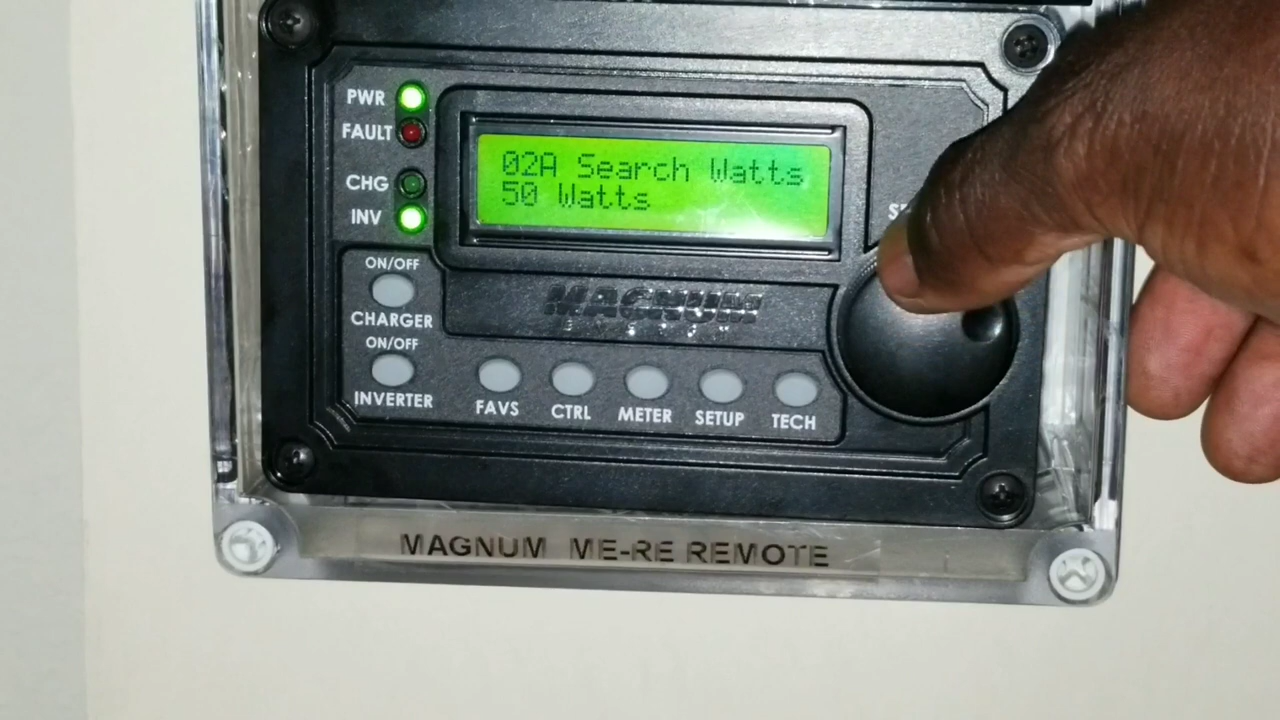 PWR
FAULT
CHG
INV
02A Search Watts
50 Watts
ON/OFF
CHARGER
ON/OFF
INVERTER
MAGNUM
FAVS
CTRL
METER
SETUP
TECH
MAGNUM ME-RE REMOTE